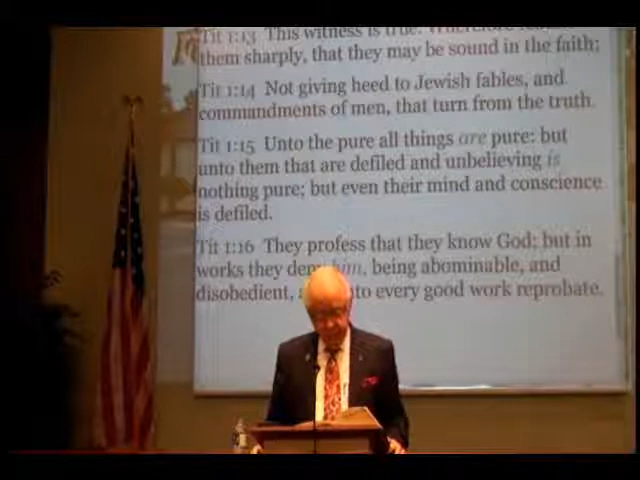 Tit 1:13 This witness is true. Wherefore
them sharply, that they may be sound in the faith;
Tit 1:14 Not giving heed to Jewish fables, and
commandments of men, that turn from the truth.
Tit 1:15 Unto the pure all things are pure: but
unto them that are defiled and unbelieving is
nothing pure; but even their mind and conscience
is defiled.
Tit 1:16 They profess that they know God; but in
works they deny him, being abominable, and
disobedient, to every good work reprobate.